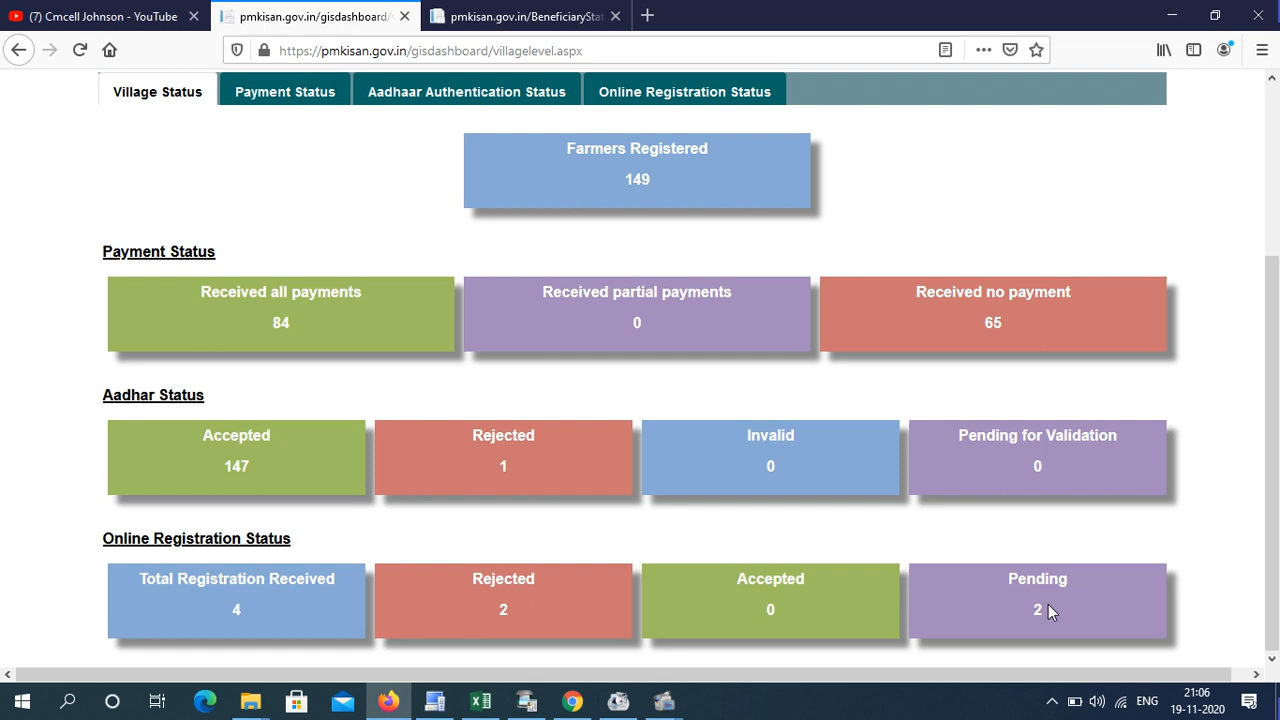 (7) Cmcell Johnson - YouTube
pmkisan.gov.in/gisdashboard/
pmkisan.gov.in/BeneficiarySta
https://pmkisan.gov.in/gisdashboard/villagelevel.aspx
Village Status
Payment Status
Aadhaar Authentication Status
Online Registration Status
Farmers Registered
149
Payment Status
Received all payments
84
Received partial payments
0
Received no payment
65
Aadhar Status
Accepted
147
Rejected
1
Invalid
0
Pending for Validation
0
Online Registration Status
Total Registration Received
4
Rejected
2
Accepted
0
Pending
2
ENG
21:06
19-11-2020